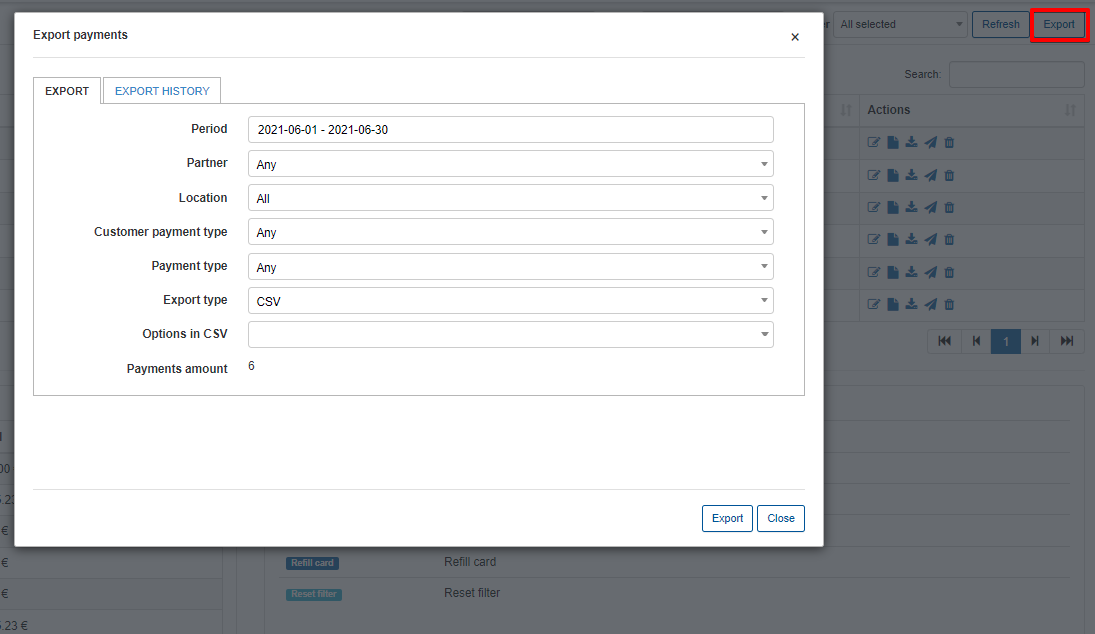 Export payments
×
r All selected Refresh Export
Search:
EXPORT EXPORT HISTORY
Actions
Period 2021-06-01 - 2021-06-30
Partner Any
Location All
Customer payment type Any
Payment type Any
Export type CSV
Options in CSV
Payments amount 6
1
00
.23
€
Export Close
€
Refill card Refill card
€
Reset filter Reset filter
.23 €